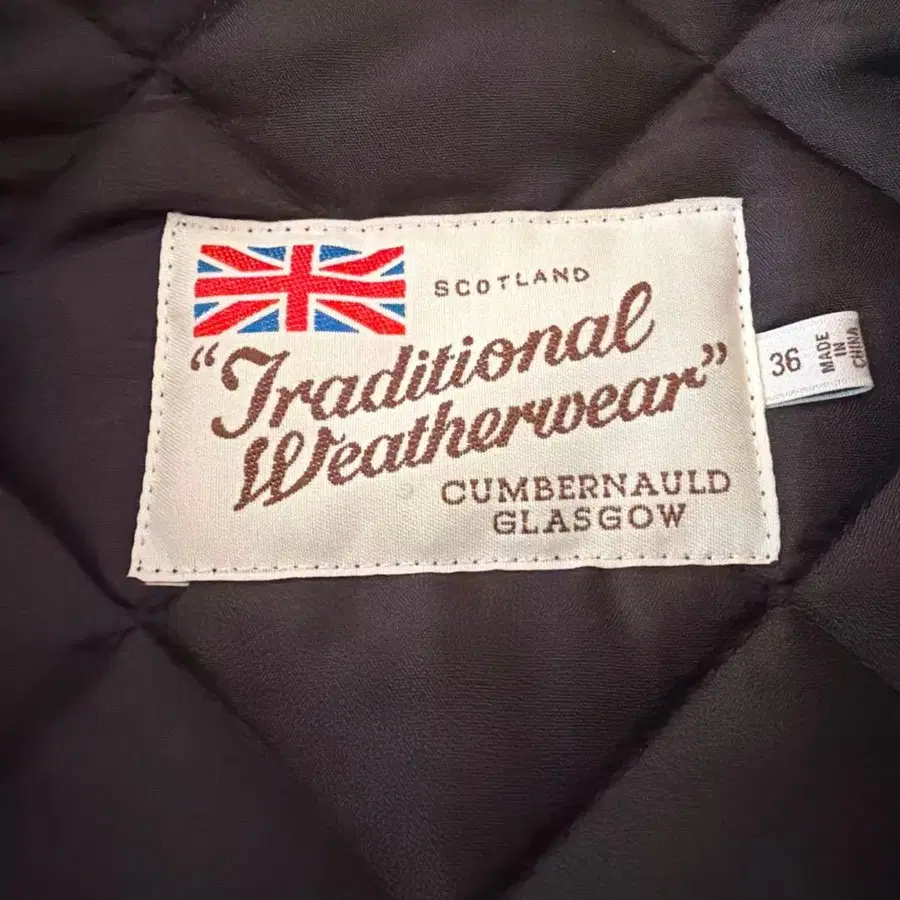 SCOTLAND
"Traditional
Weatherwear"
CUMBERNAULD
GLASGOW
36
MADE
IN
CHINA